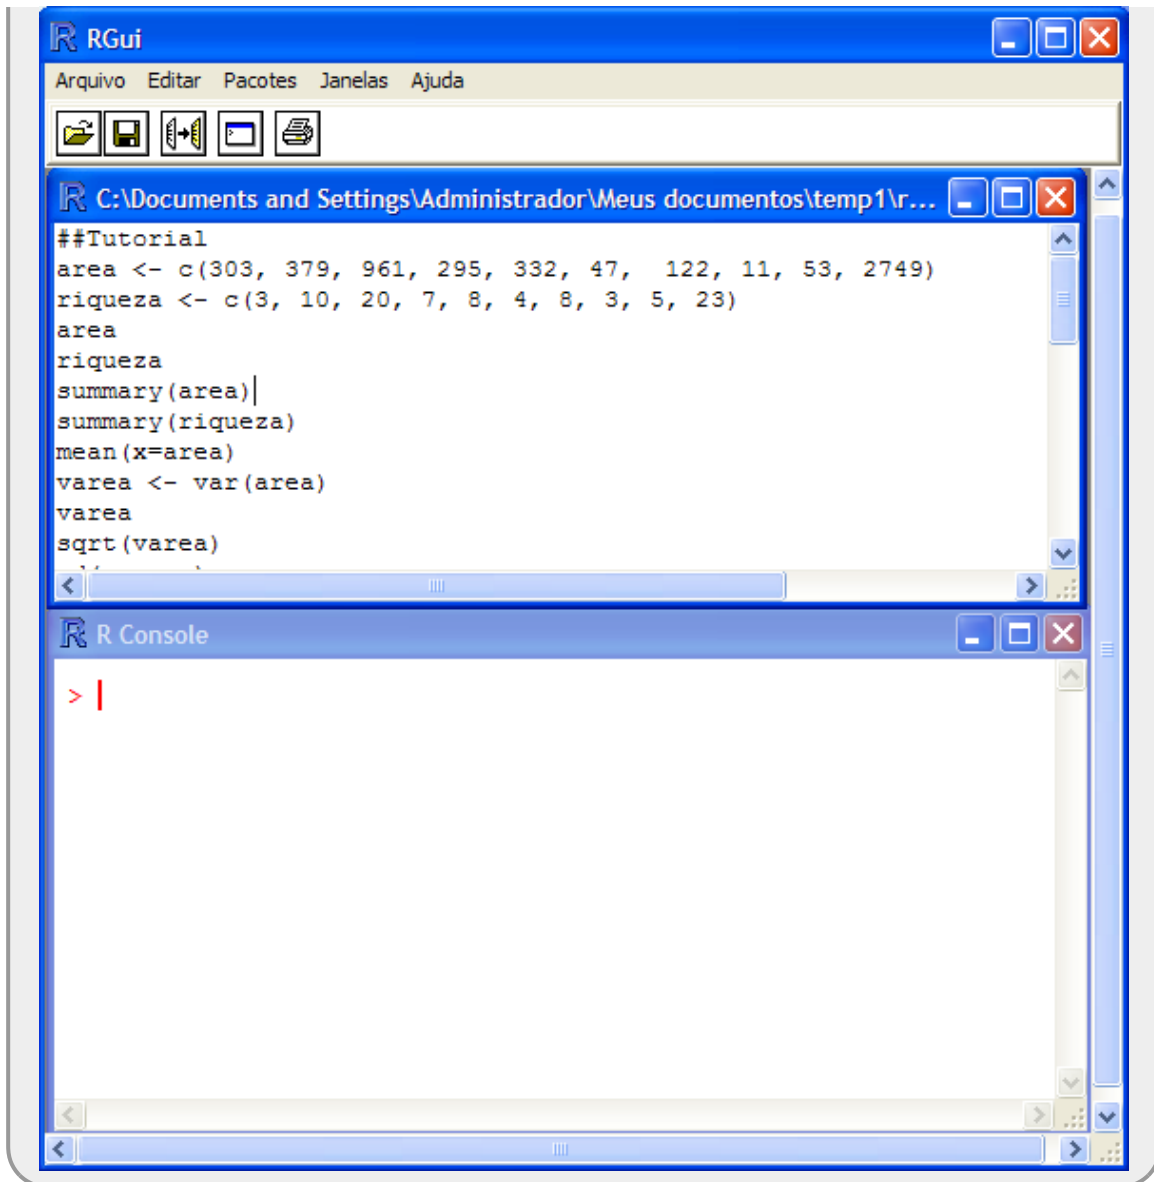 RGui
Arquivo Editar Pacotes Janelas Ajuda
C:\Documents and Settings\Administrador\Meus documentos\temp1\r...
##Tutorial
area <- c(303, 379, 961, 295, 332, 47,  122, 11, 53, 2749)
riqueza <- c(3, 10, 20, 7, 8, 4, 8, 3, 5, 23)
area
riqueza
summary(area)
summary(riqueza)
mean(x=area)
varea <- var(area)
varea
sqrt(varea)
R Console
>